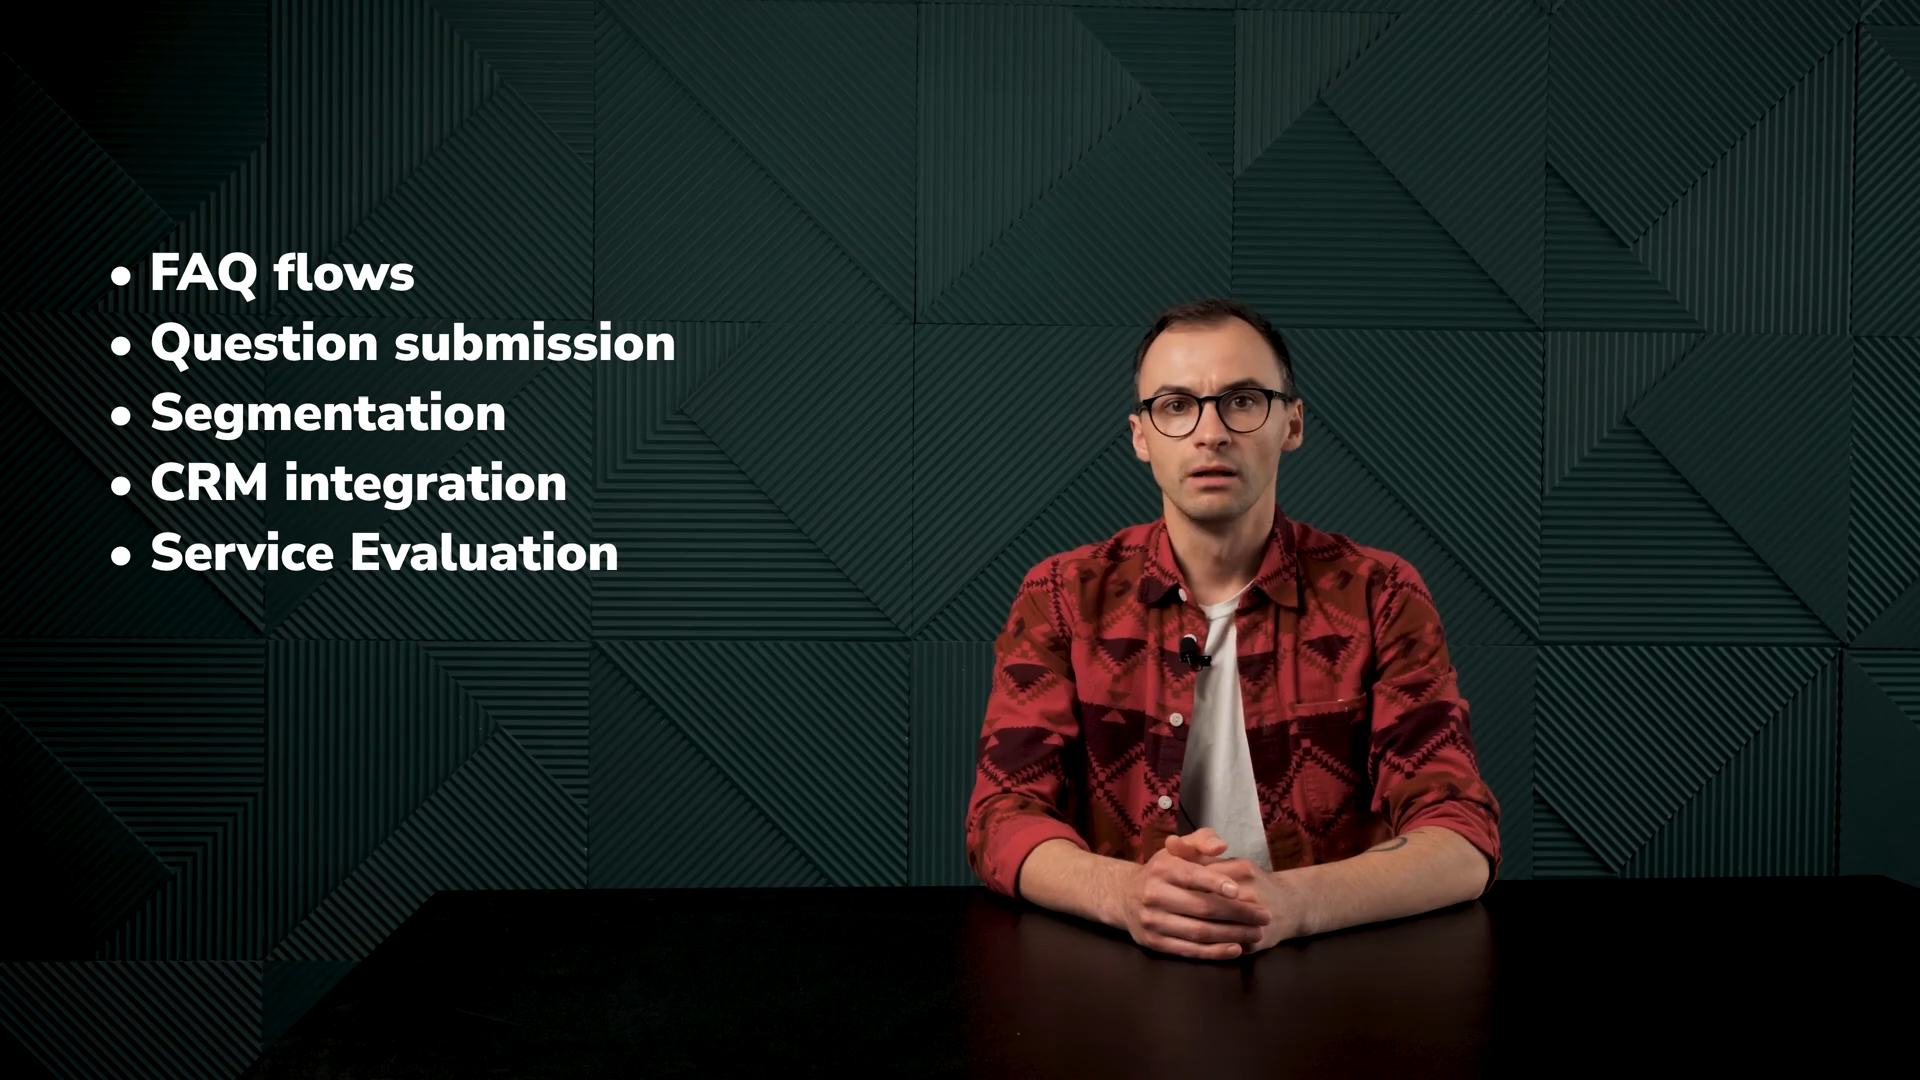 • FAQ flows
• Question submission
• Segmentation
• CRM integration
• Service Evaluation